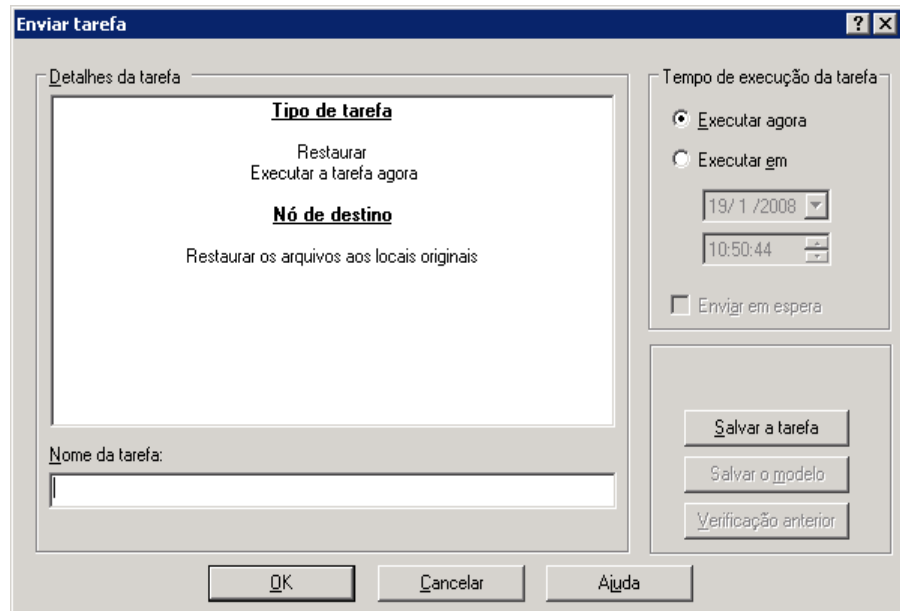 Enviar tarefa
Detalhes da tarefa
Tipo de tarefa
Restaurar
Executar a tarefa agora
Nó de destino
Restaurar os arquivos aos locais originais
Nome da tarefa:
Tempo de execução da tarefa
Executar agora
Executar em
19/ 1 /2008
10:50:44
Enviar em espera
Salvar a tarefa
Salvar o modelo
Verificação anterior
OK
Cancelar
Ajuda